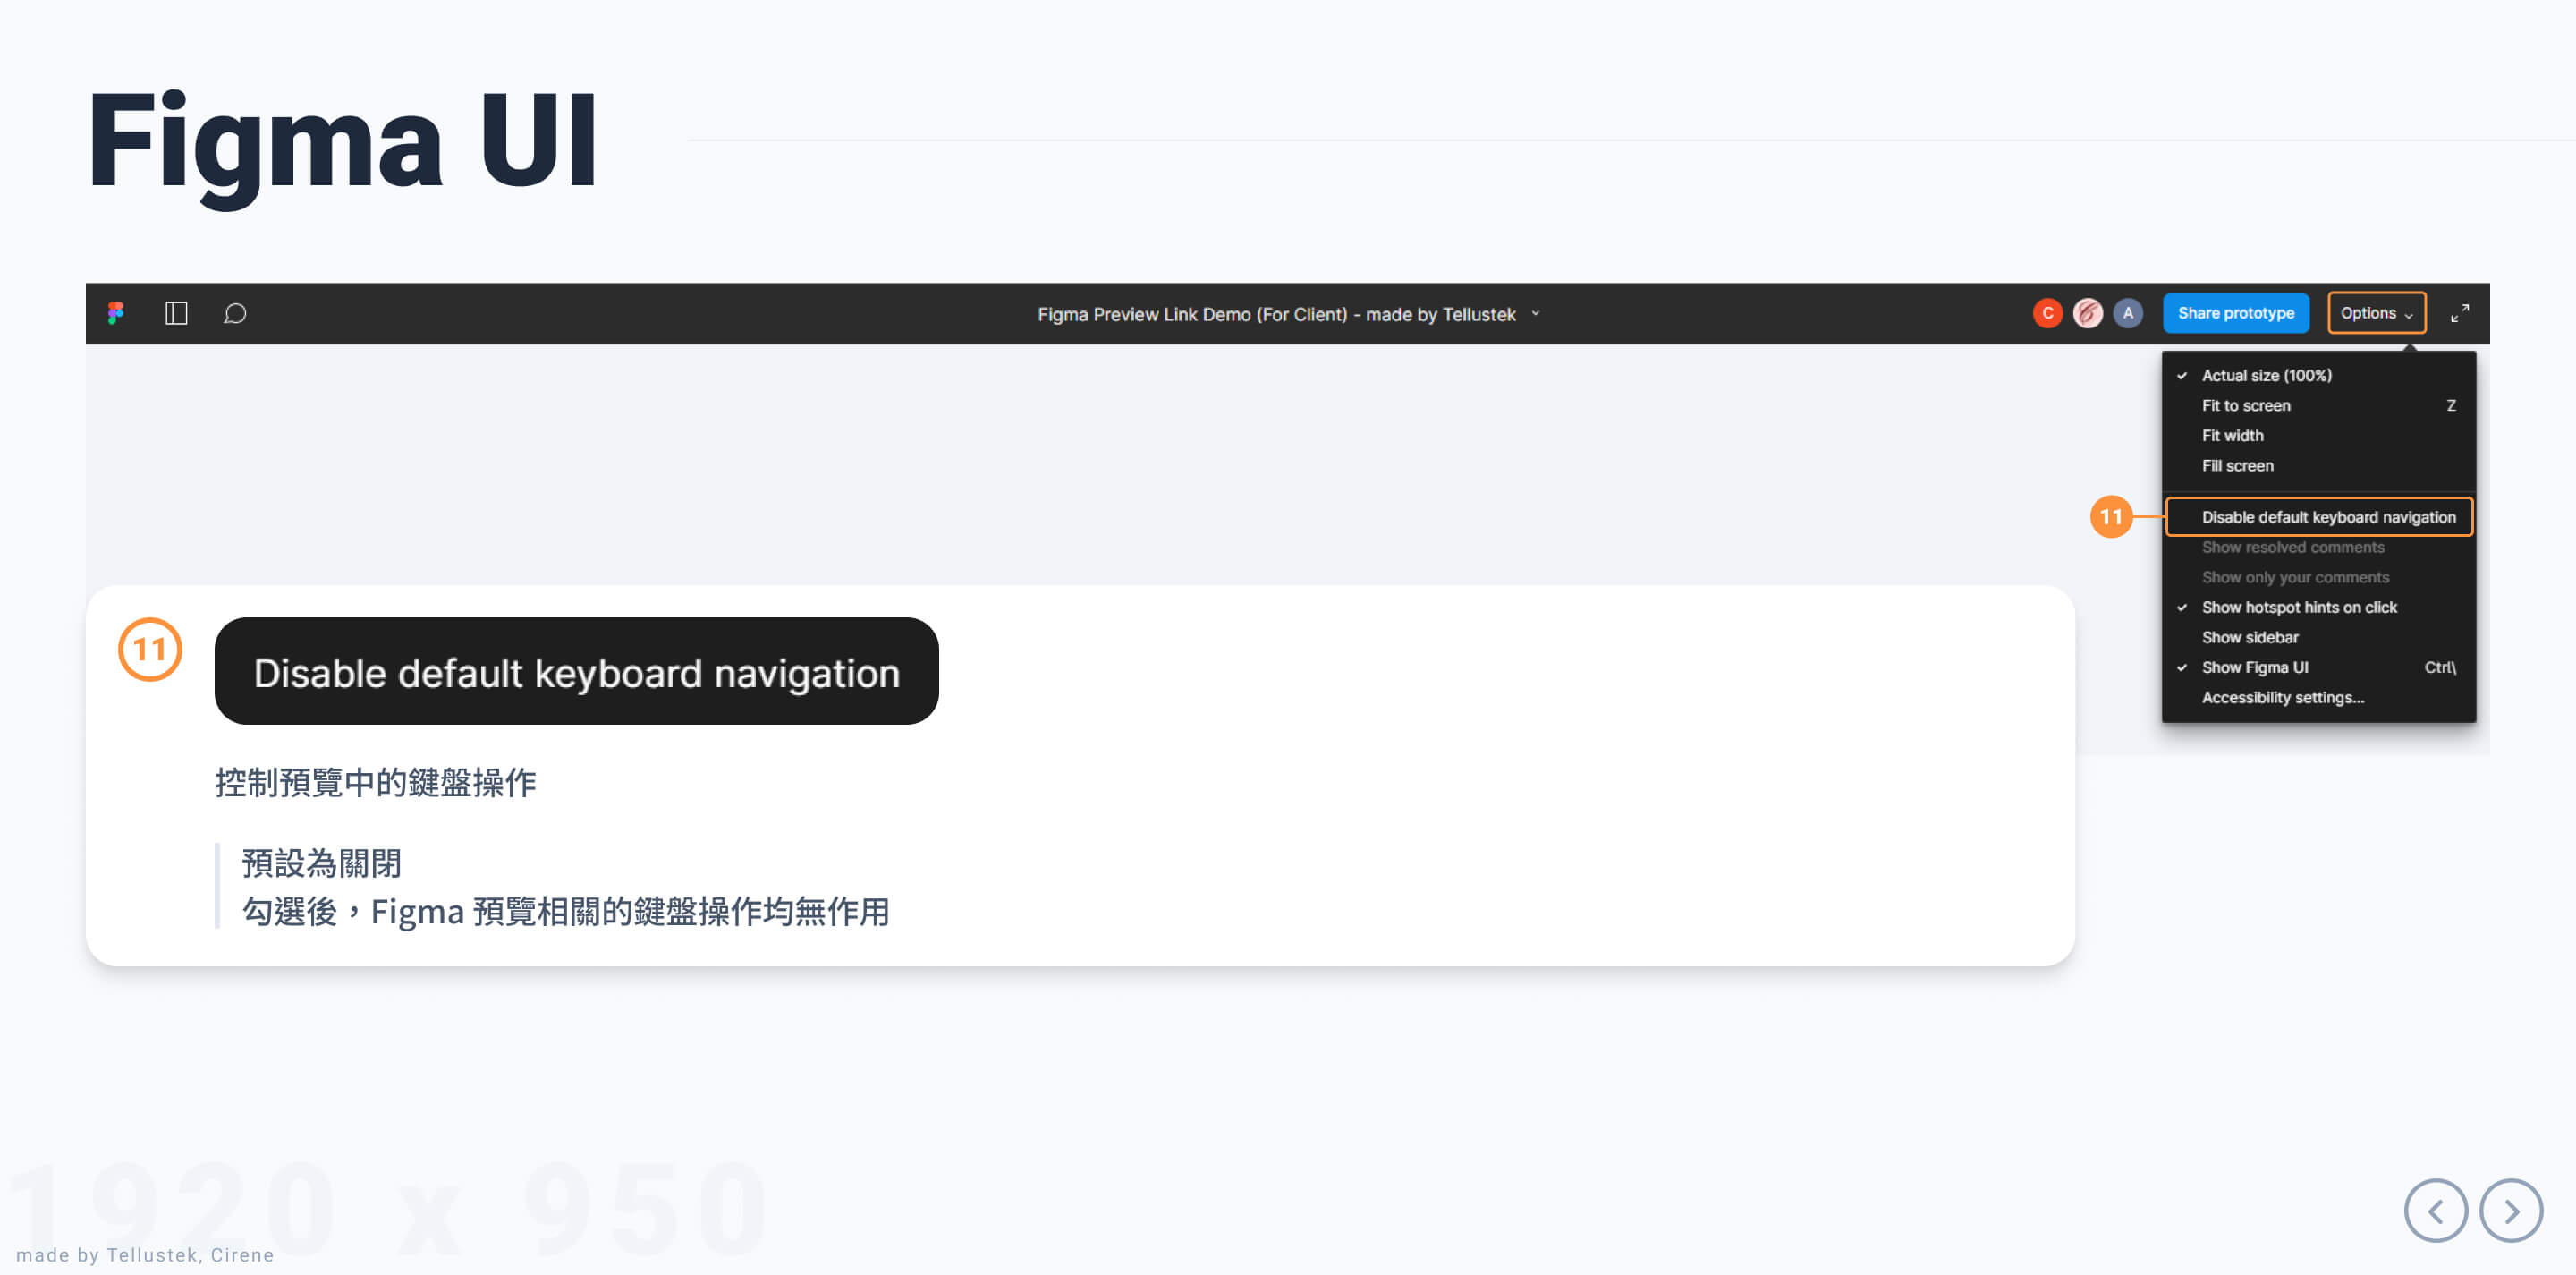 Figma UI
Figma Preview Link Demo (For Client) - made by Tellustek
C
A
Share prototype
Options
Actual size (100%)
Fit to screen Z
Fit width
Fill screen
11
Disable default keyboard navigation
Show resolved comments
Show only your comments
Show hotspot hints on click
Show sidebar
Show Figma UI Ctrl\
Accessibility settings...
11
Disable default keyboard navigation
控制預覽中的鍵盤操作
預設為關閉
勾選後，Figma 預覽相關的鍵盤操作均無作用
1920 x 950
made by Tellustek, Cirene